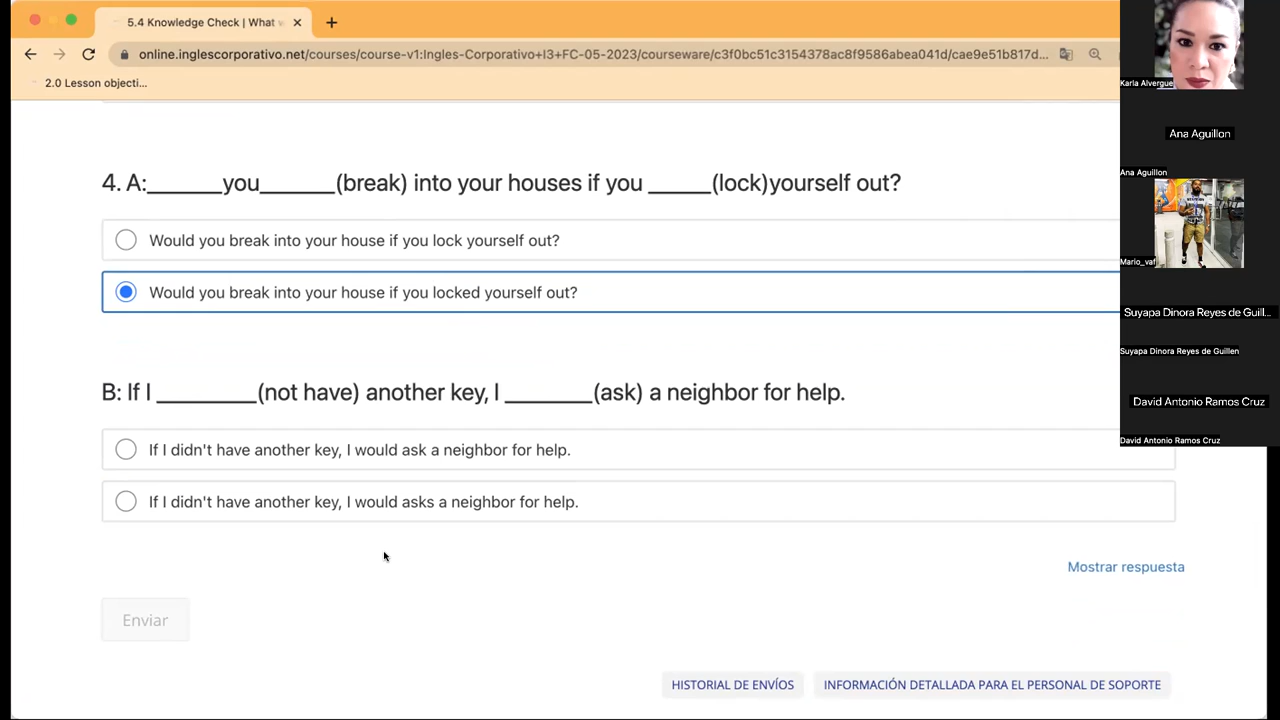 5.4 Knowledge Check | What w
online.inglescorporativo.net/courses/course-v1:Ingles-Corporativo+I3+FC-05-2023/courseware/c3f0bc51c3154378ac8f9586abea041d/cae9e51b817d...
2.0 Lesson objecti...
4. A:______you______(break) into your houses if you _____(lock)yourself out?
Would you break into your house if you lock yourself out?
Would you break into your house if you locked yourself out?
B: If I ________(not have) another key, I _______(ask) a neighbor for help.
If I didn't have another key, I would ask a neighbor for help.
If I didn't have another key, I would asks a neighbor for help.
Mostrar respuesta
Enviar
HISTORIAL DE ENVÍOS
INFORMACIÓN DETALLADA PARA EL PERSONAL DE SOPORTE
Karla Alvergue
Ana Aguillon
Ana Aguillon
Mario_vaf
Suyapa Dinora Reyes de Guill...
Suyapa Dinora Reyes de Guillen
David Antonio Ramos Cruz
David Antonio Ramos Cruz